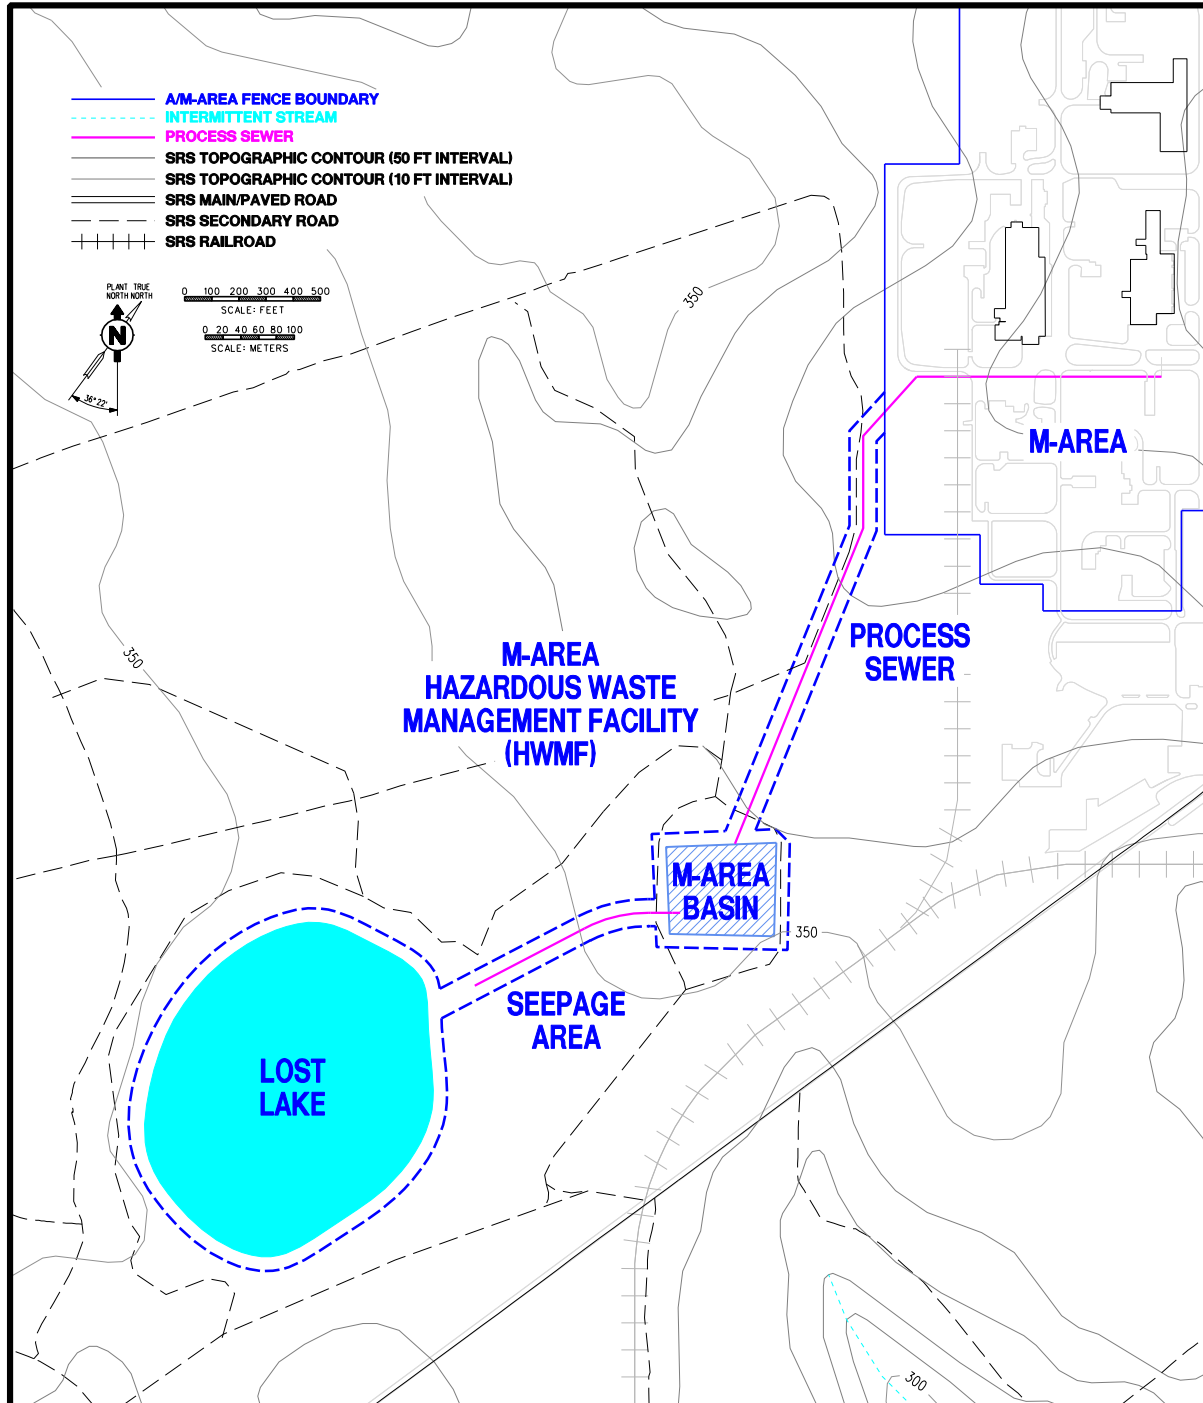 A/M-AREA FENCE BOUNDARY
INTERMITTENT STREAM
PROCESS SEWER
SRS TOPOGRAPHIC CONTOUR (50 FT INTERVAL)
SRS TOPOGRAPHIC CONTOUR (10 FT INTERVAL)
SRS MAIN/PAVED ROAD
SRS SECONDARY ROAD
SRS RAILROAD
PLANT TRUE
NORTH NORTH
N
36°22'
0 100 200 300 400 500
SCALE: FEET
0 20 40 60 80 100
SCALE: METERS
350
M-AREA
350
PROCESS
SEWER
M-AREA
HAZARDOUS WASTE
MANAGEMENT FACILITY
(HWMF)
M-AREA
BASIN
350
SEEPAGE
AREA
LOST
LAKE
300